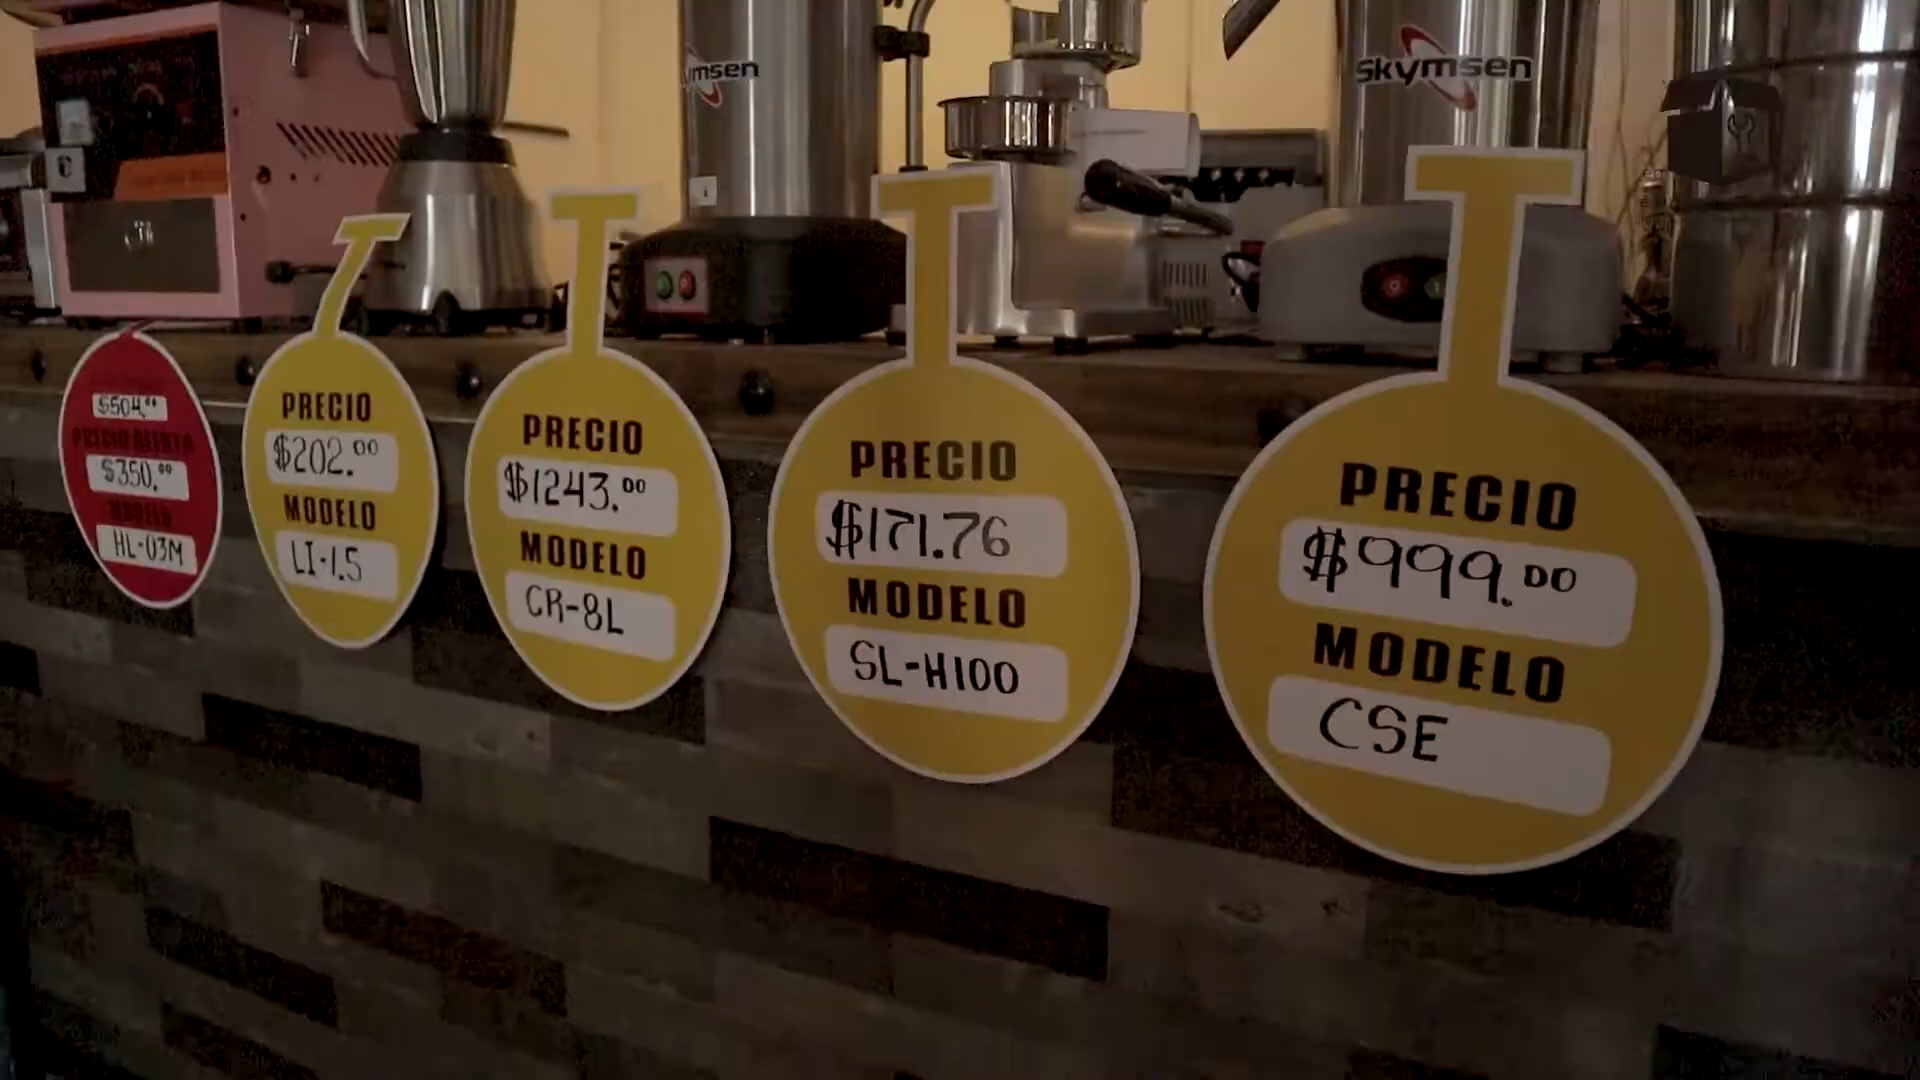 Skymsen
$504.00
PRECIO OFERTA
$350.00
MODELO
HL-03M
PRECIO
$202.00
MODELO
LI-1.5
PRECIO
$1243.00
MODELO
CR-8L
PRECIO
$171.76
MODELO
SL-H100
PRECIO
$999.00
MODELO
CSE